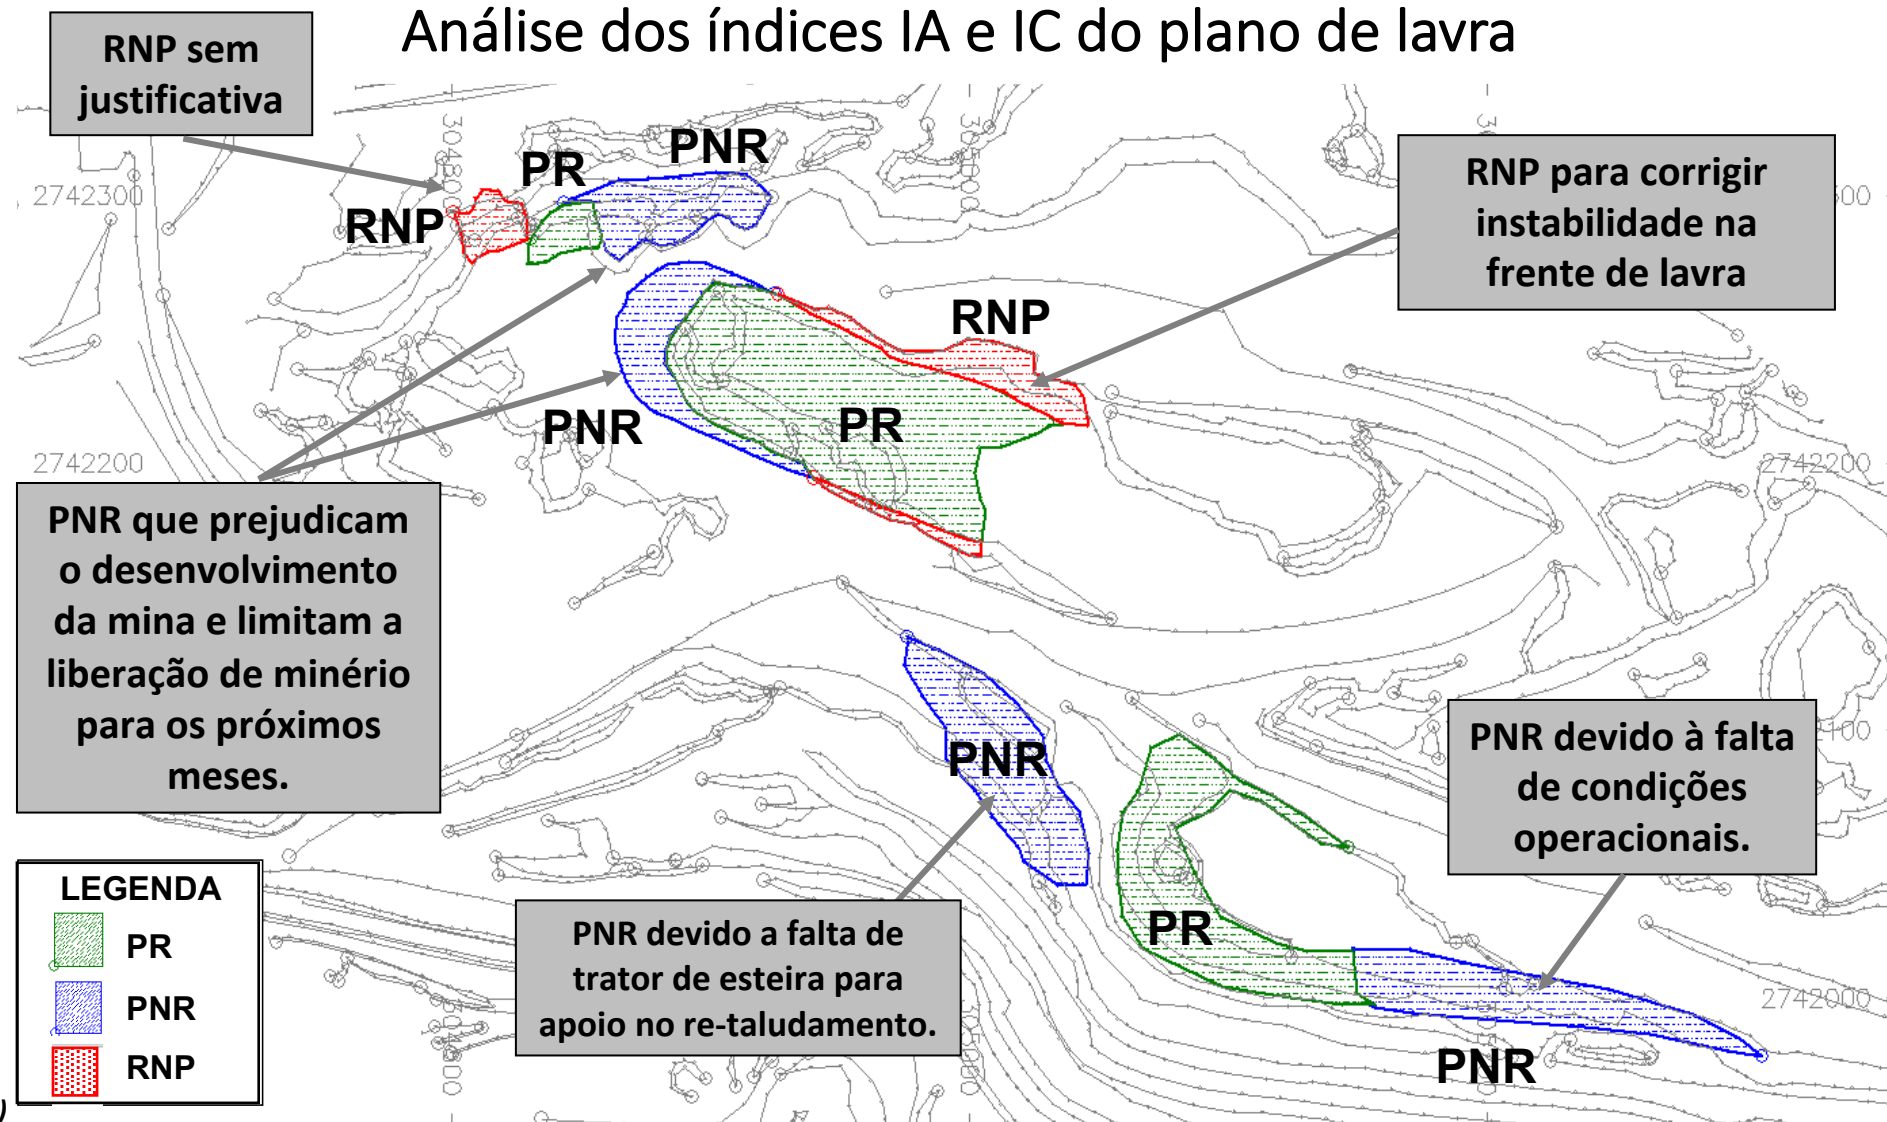 Análise dos índices IA e IC do plano de lavra
RNP sem
justificativa
PNR
PR
RNP
RNP para corrigir
instabilidade na
frente de lavra
2742300
RNP
PR
PNR
2742200
2742200
PNR que prejudicam
o desenvolvimento
da mina e limitam a
liberação de minério
para os próximos
meses.
PNR
PNR devido à falta
de condições
operacionais.
PR
PNR devido a falta de
trator de esteira para
apoio no re-taludamento.
2742000
PNR
LEGENDA
PR
PNR
RNP